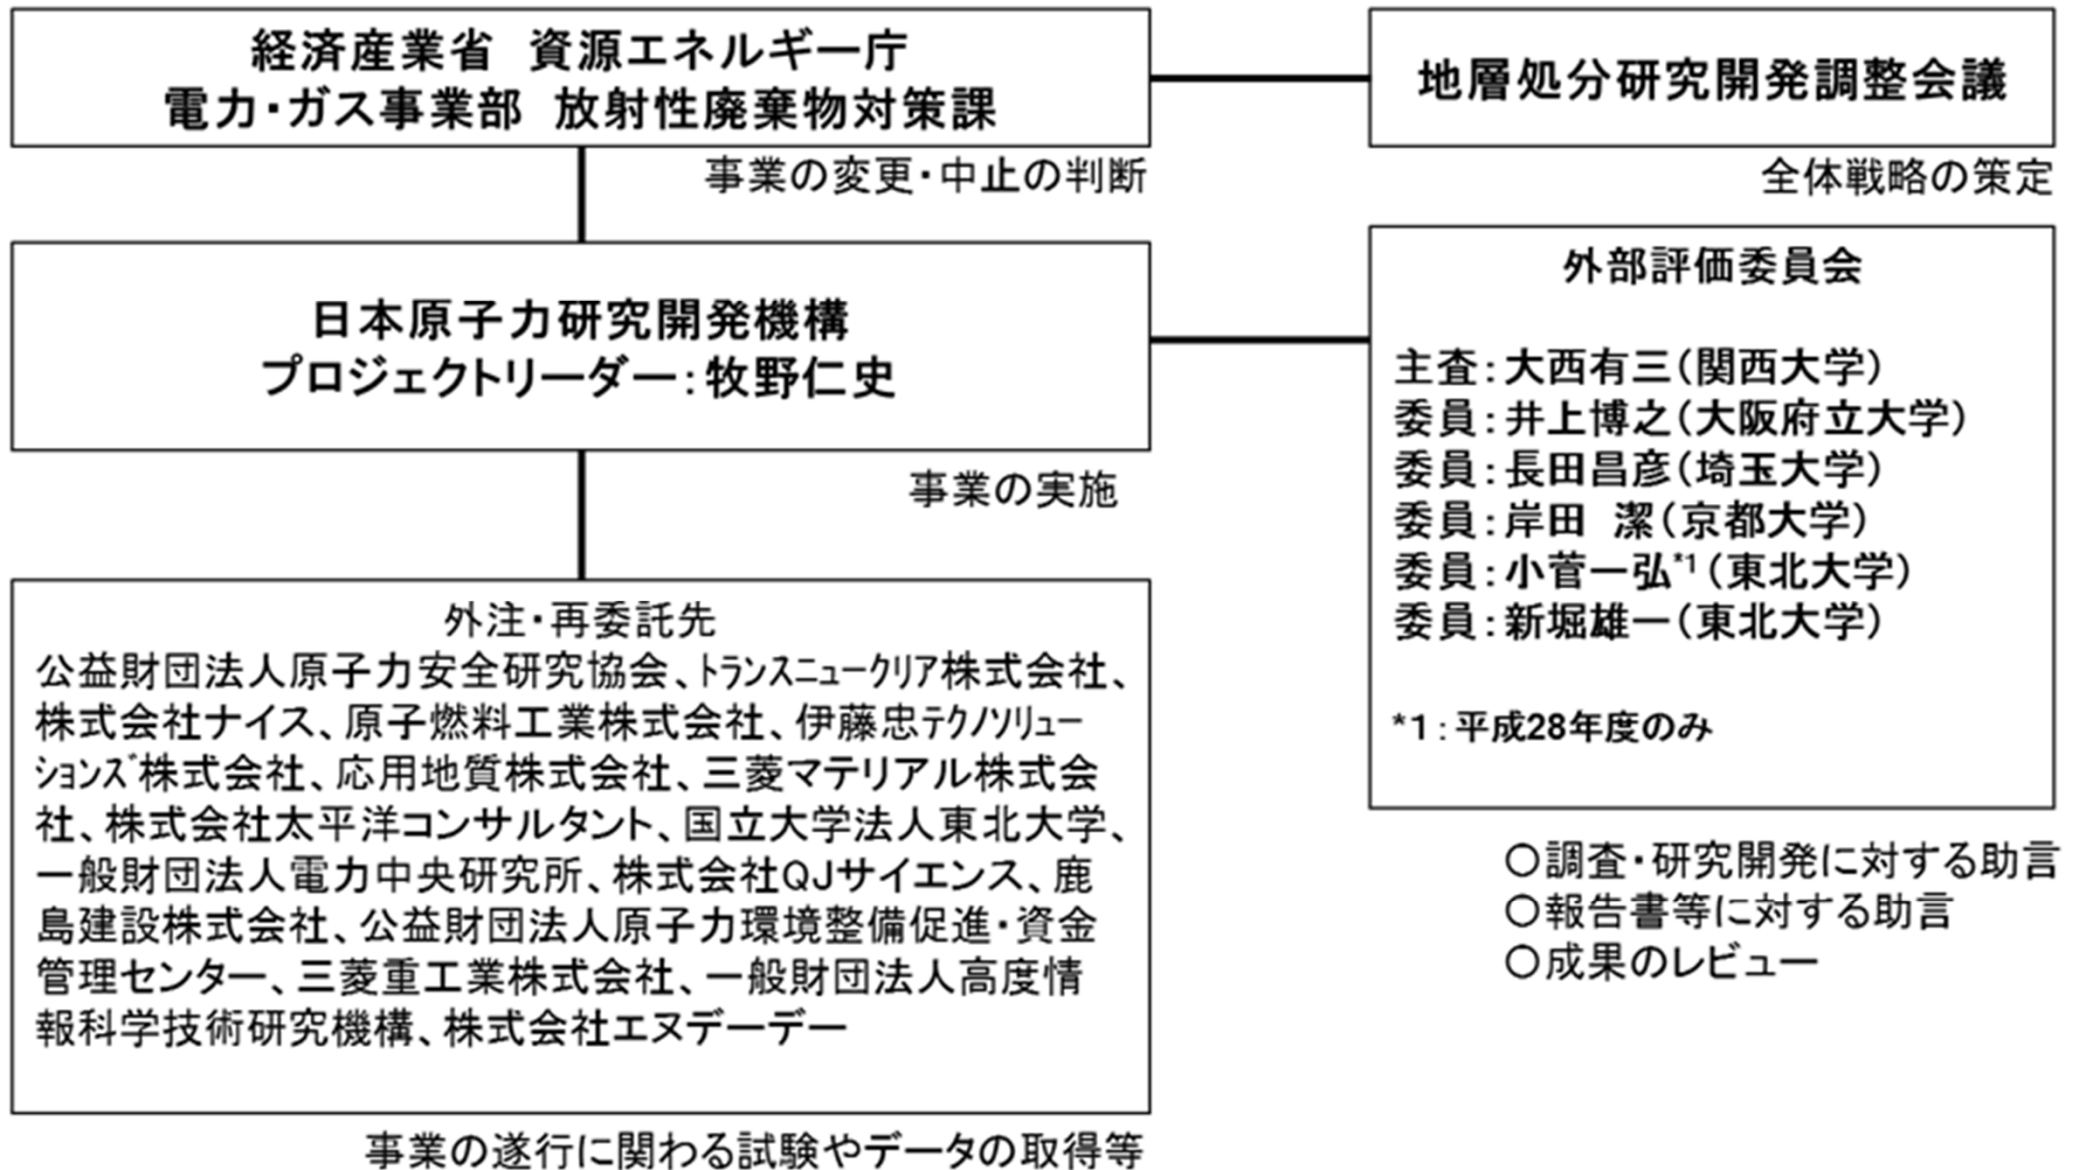 経済産業省　資源エネルギー庁
電力・ガス事業部　放射性廃棄物対策課
事業の変更・中止の判断
地層処分研究開発調整会議
全体戦略の策定
日本原子力研究開発機構
プロジェクトリーダー：牧野仁史
事業の実施
外部評価委員会
主査：大西有三（関西大学）
委員：井上博之（大阪府立大学）
委員：長田昌彦（埼玉大学）
委員：岸田　潔（京都大学）
委員：小菅一弘*1（東北大学）
委員：新堀雄一（東北大学）
*1：平成28年度のみ
○調査・研究開発に対する助言
○報告書等に対する助言
○成果のレビュー
外注・再委託先
公益財団法人原子力安全研究協会、ﾄﾗﾝｽﾆｭｰｸﾘｱ株式会社、
株式会社ナイス、原子燃料工業株式会社、伊藤忠ﾃｸﾉｿﾘｭｰ
ｼｮﾝｽﾞ株式会社、応用地質株式会社、三菱マテリアル株式会
社、株式会社太平洋コンサルタント、国立大学法人東北大学、
一般財団法人電力中央研究所、株式会社QJサイエンス、鹿
島建設株式会社、公益財団法人原子力環境整備促進・資金
管理センター、三菱重工業株式会社、一般財団法人高度情
報科学技術研究機構、株式会社エヌデーデー
事業の遂行に関わる試験やデータの取得等